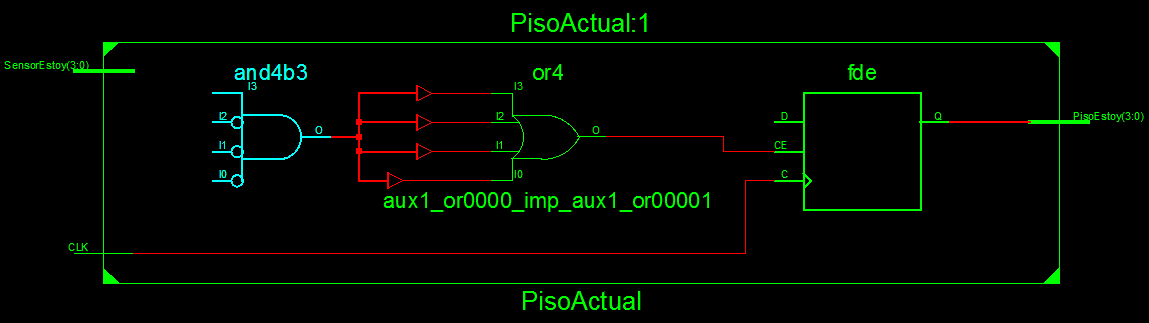 PisoActual:1
SensorEstoy(3:0)
and4b3
or4
fde
I3
I3
I2
I2
D
Q
PisoEstoy(3:0)
O
O
I1
I1
CE
I0
I0
C
aux1_or0000_imp_aux1_or00001
CLK
PisoActual